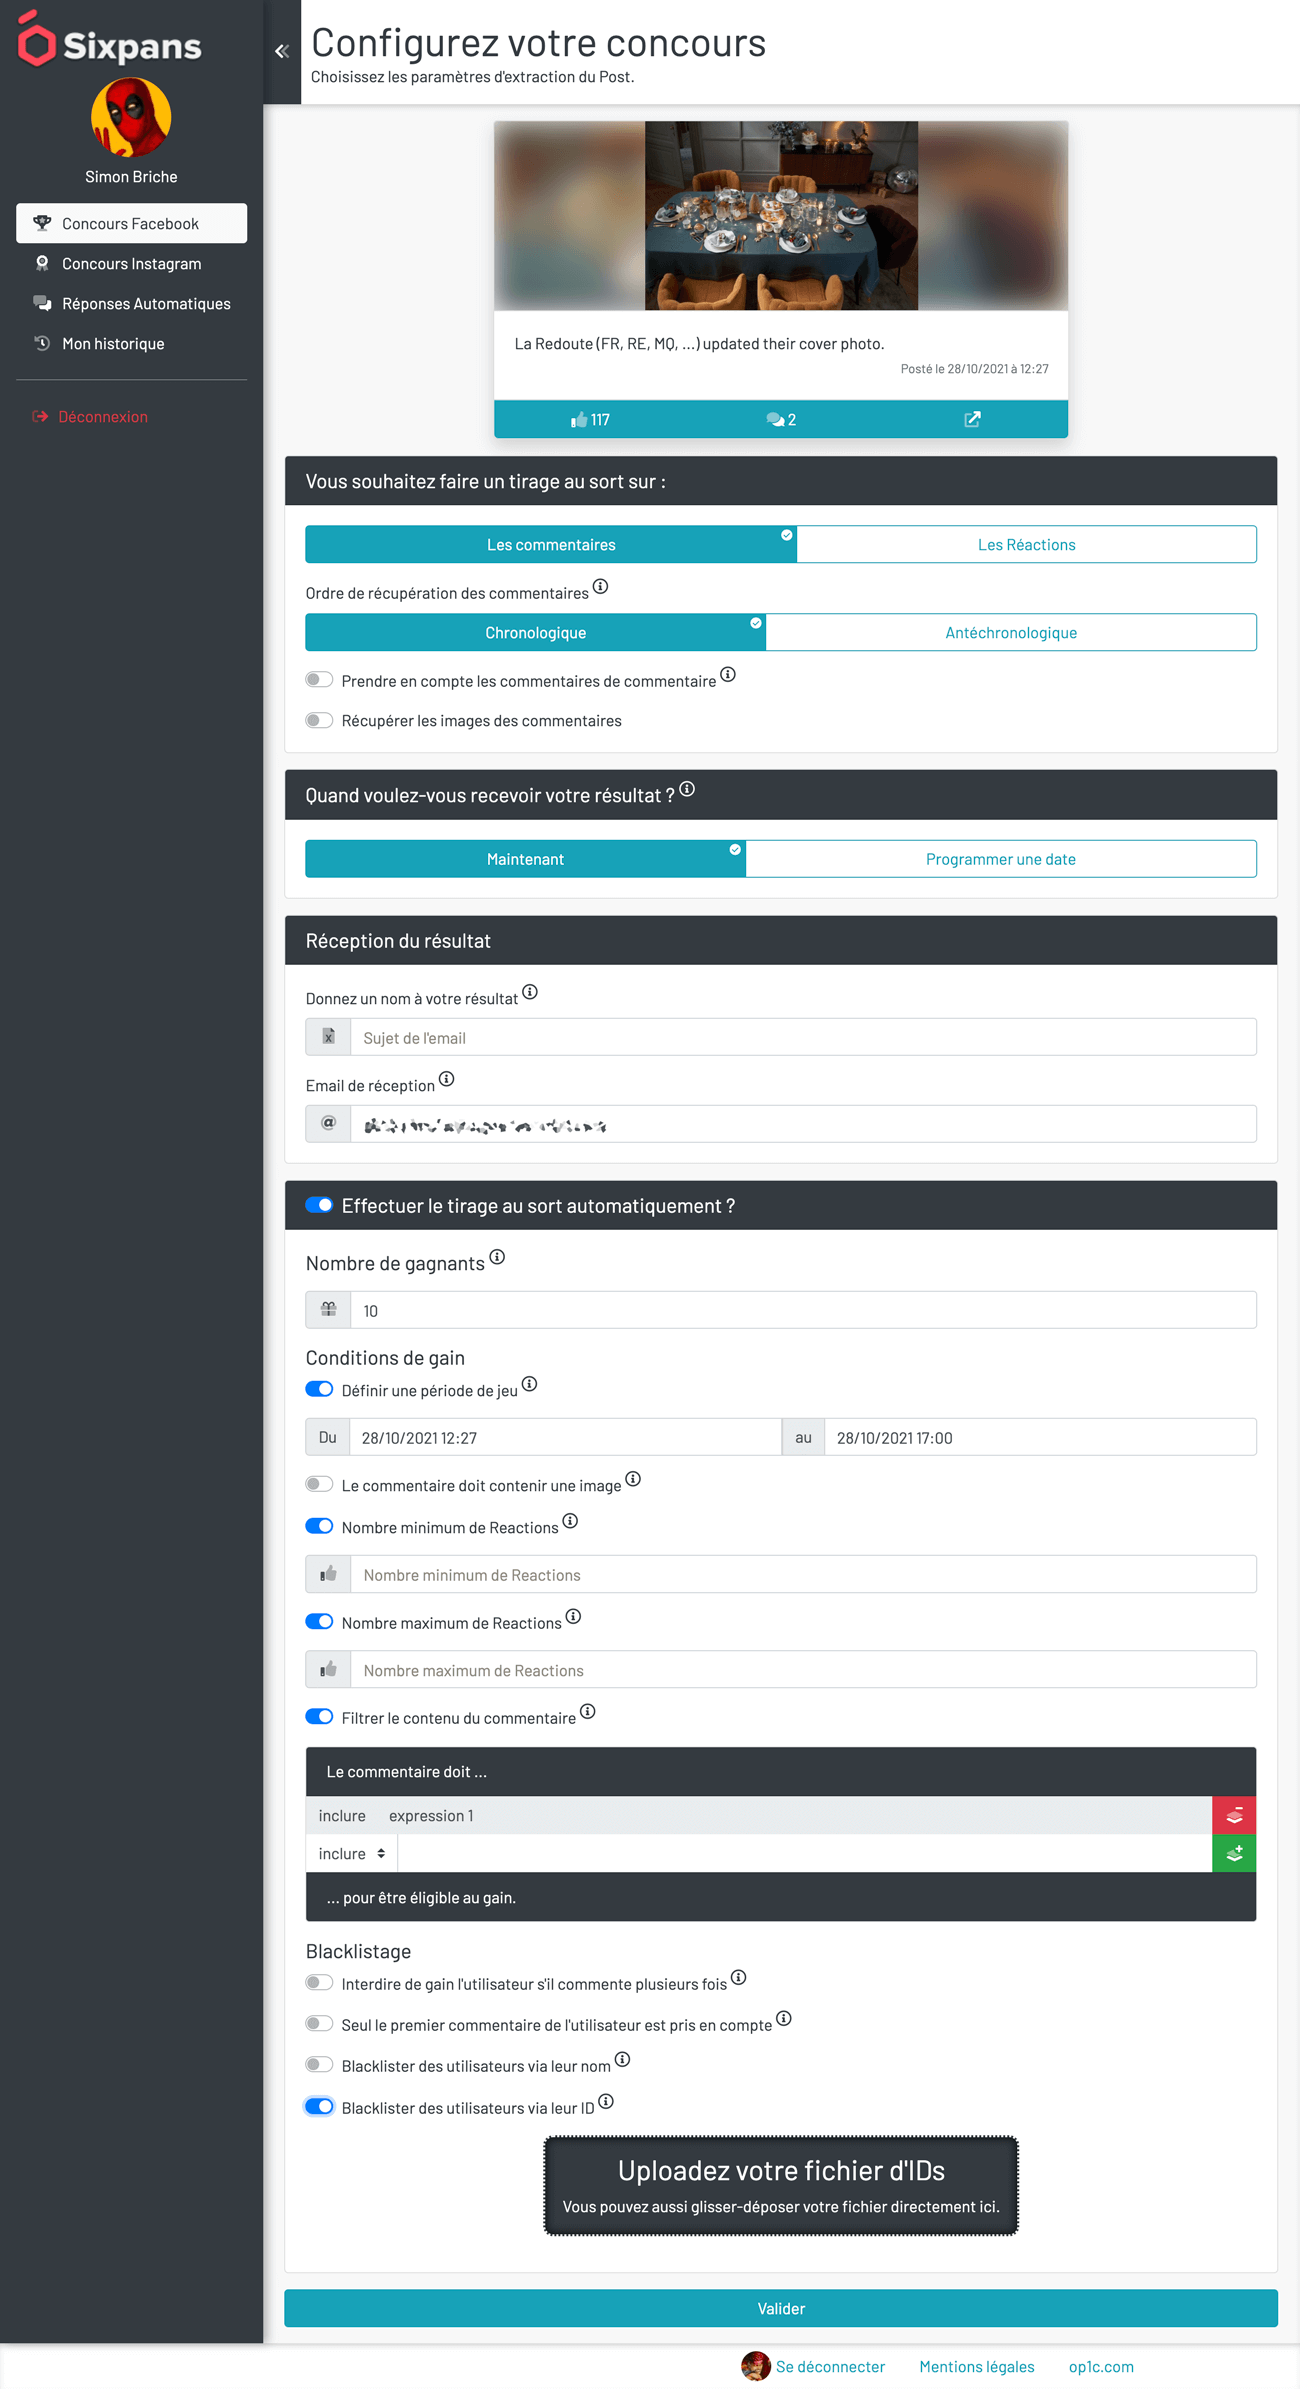 Sixpans
Simon Briche
Concours Facebook
Concours Instagram
Réponses Automatiques
Mon historique
Déconnexion
Configurez votre concours
Choisissez les paramètres d'extraction du Post.
La Redoute (FR, RE, MQ, ...) updated their cover photo.
Posté le 28/10/2021 à 12:27
117 2
Vous souhaitez faire un tirage au sort sur :
Les commentaires Les Réactions
Ordre de récupération des commentaires
Chronologique Antéchronologique
Prendre en compte les commentaires de commentaire
Récupérer les images des commentaires
Quand voulez-vous recevoir votre résultat ?
Maintenant Programmer une date
Réception du résultat
Donnez un nom à votre résultat
Sujet de l'email
Email de réception
@
Effectuer le tirage au sort automatiquement ?
Nombre de gagnants
10
Conditions de gain
Définir une période de jeu
Du 28/10/2021 12:27 au 28/10/2021 17:00
Le commentaire doit contenir une image
Nombre minimum de Reactions
Nombre minimum de Reactions
Nombre maximum de Reactions
Nombre maximum de Reactions
Filtrer le contenu du commentaire
Le commentaire doit ...
inclure expression 1
inclure
... pour être éligible au gain.
Blacklistage
Interdire de gain l'utilisateur s'il commente plusieurs fois
Seul le premier commentaire de l'utilisateur est pris en compte
Blacklister des utilisateurs via leur nom
Blacklister des utilisateurs via leur ID
Uploadez votre fichier d'IDs
Vous pouvez aussi glisser-déposer votre fichier directement ici.
Valider
Se déconnecter Mentions légales op1c.com